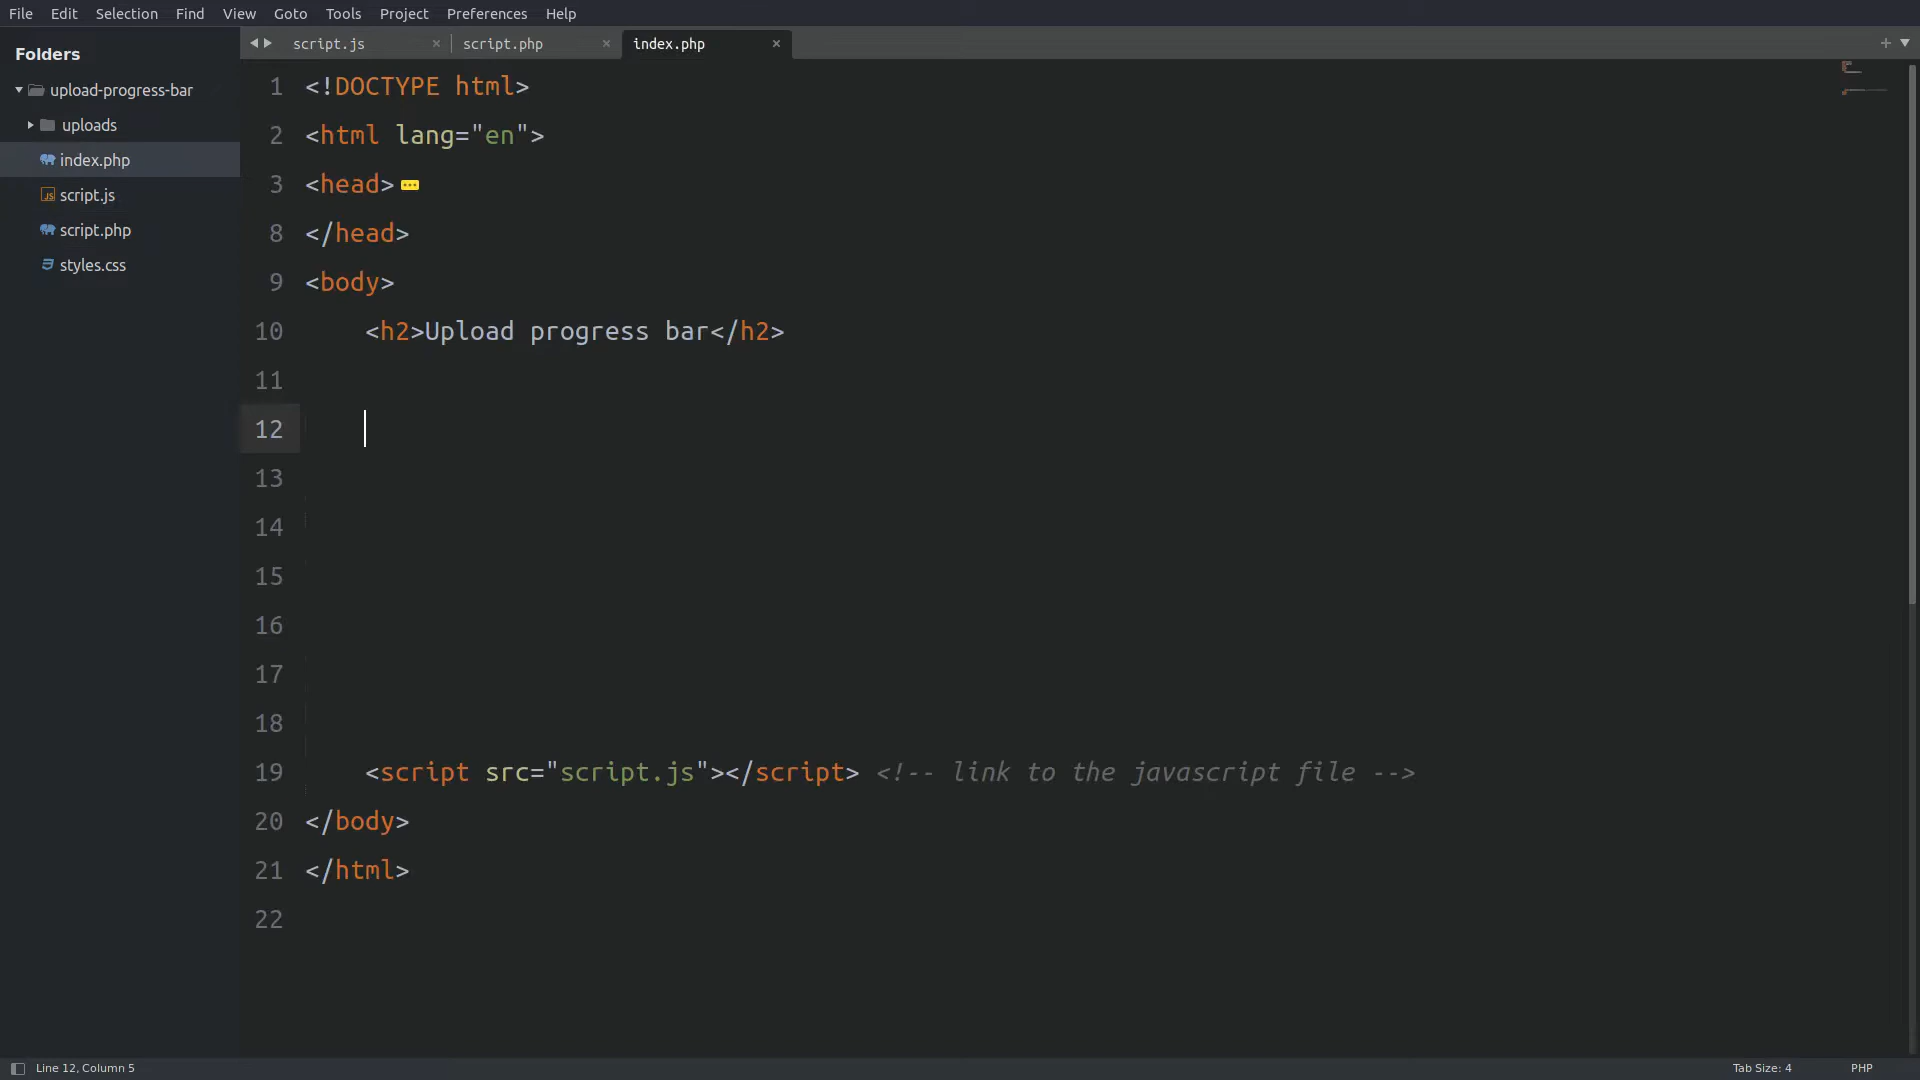 File Edit Selection Find View Goto Tools Project Preferences Help
Folders
upload-progress-bar
uploads
index.php
script.js
script.php
styles.css
script.js × script.php × index.php × +
1 <!DOCTYPE html>
2 <html lang="en">
3 <head>
8 </head>
9 <body>
10 <h2>Upload progress bar</h2>
11
12
13
14
15
16
17
18
19 <script src="script.js"></script> <!-- link to the javascript file -->
20 </body>
21 </html>
22
Line 12, Column 5 Tab Size: 4 PHP